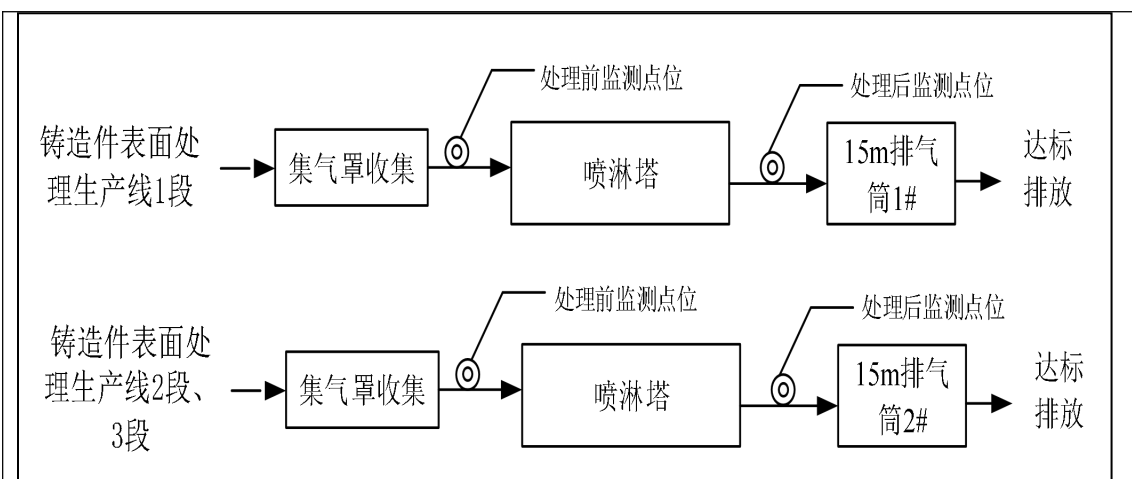 处理前监测点位
处理后监测点位
铸造件表面处
理生产线1段
集气罩收集
喷淋塔
15m排气
筒1#
达标
排放
处理前监测点位
处理后监测点位
铸造件表面处
理生产线2段、
3段
集气罩收集
喷淋塔
15m排气
筒2#
达标
排放